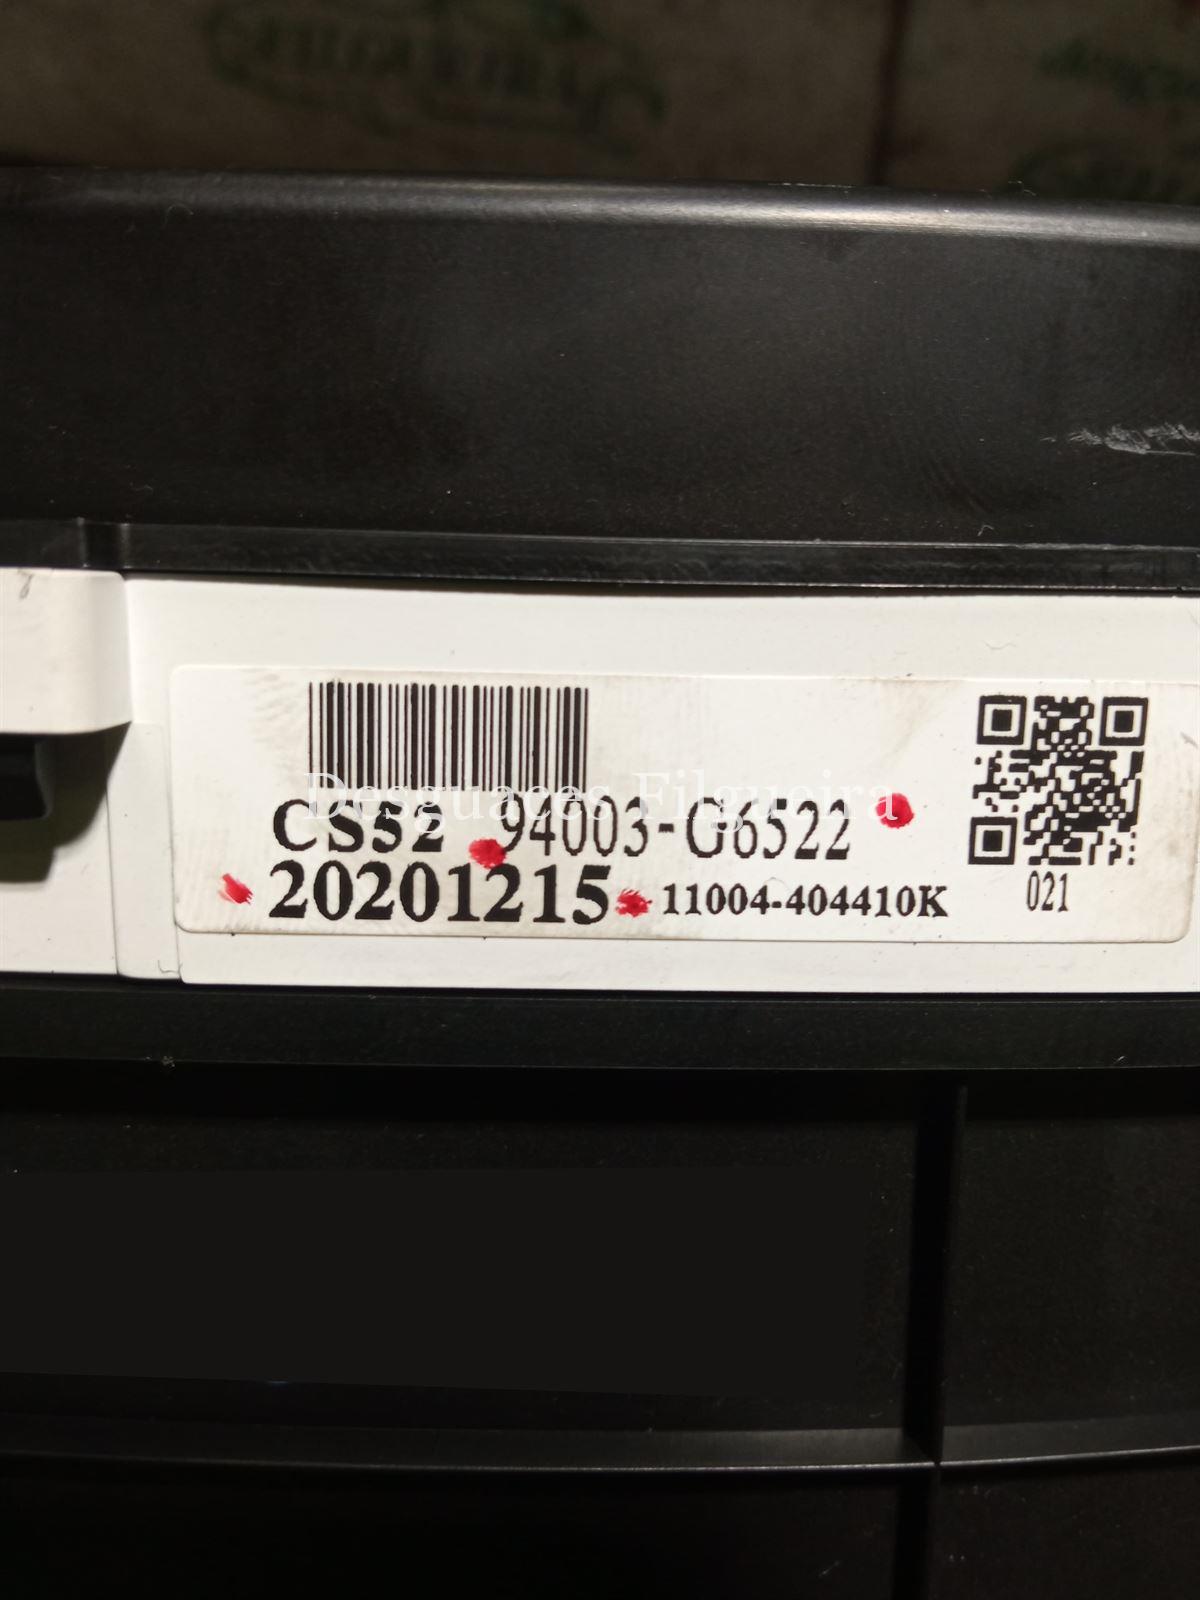 Desguaces Filgueira
CS52 94003-G6522
20201215 11004-404410K
021